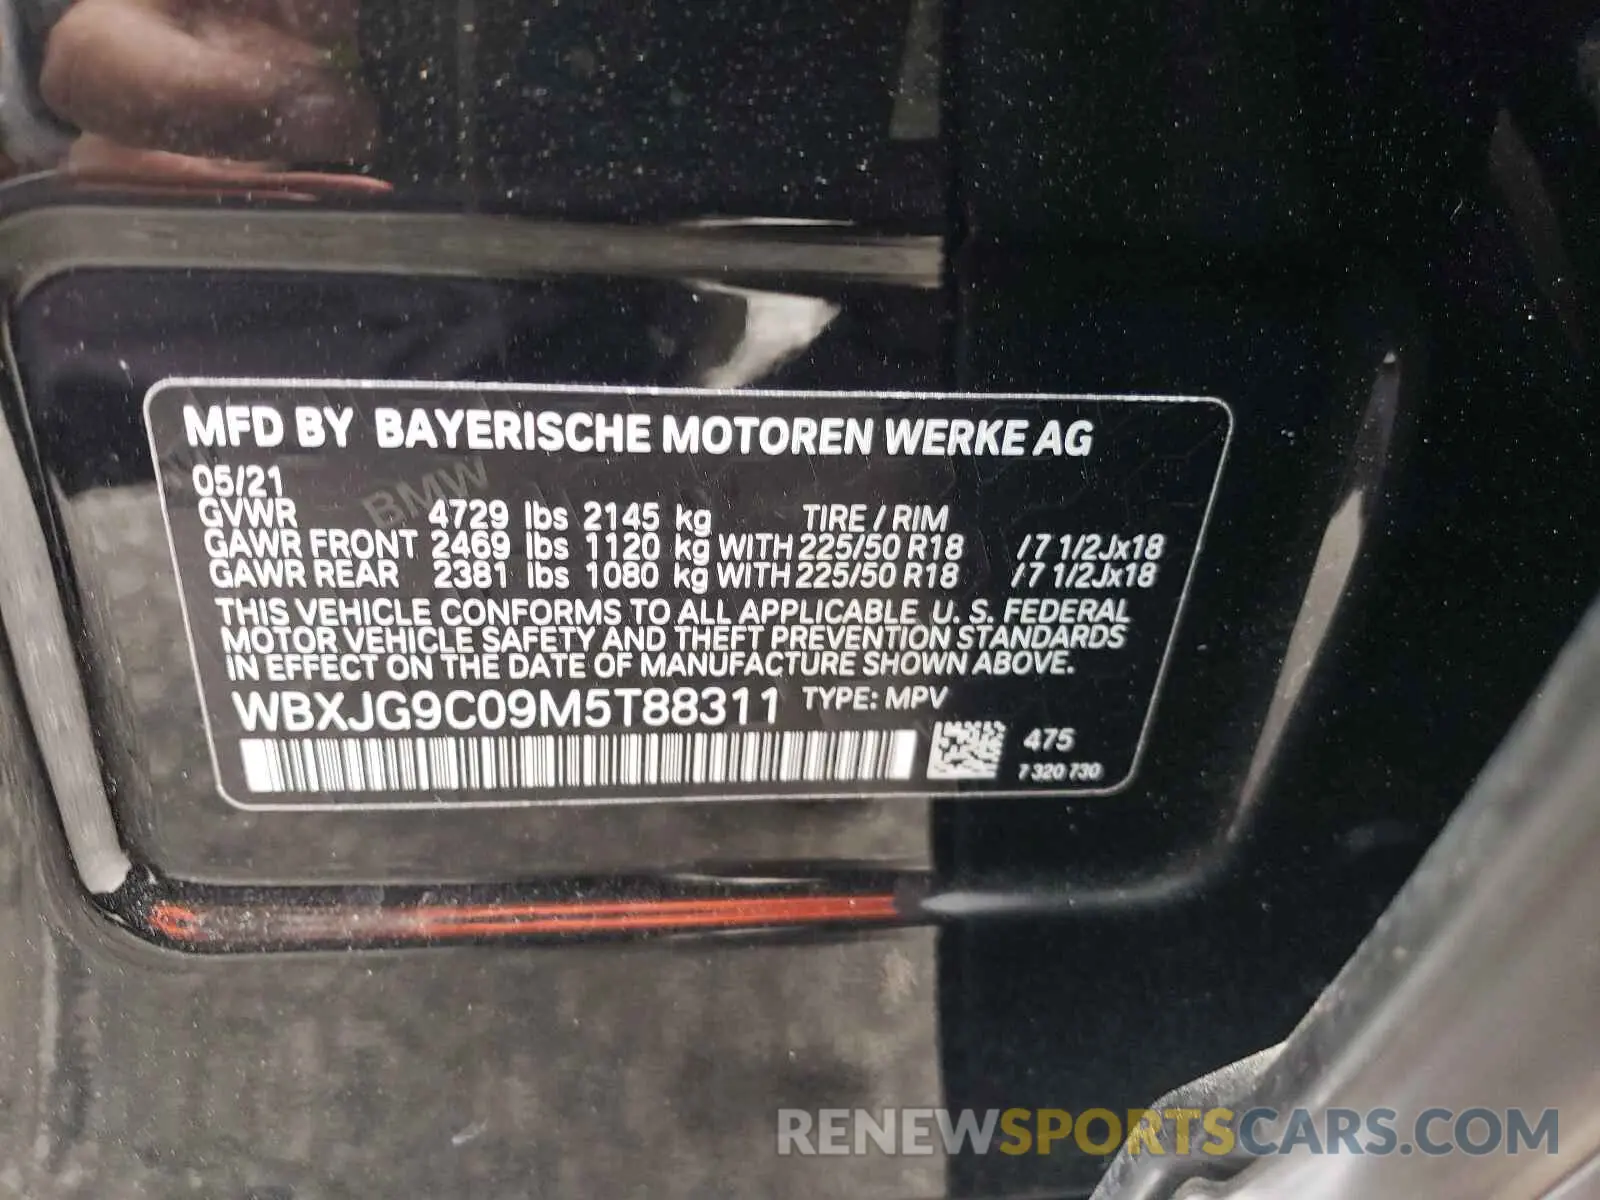 MFD BY BAYERISCHE MOTOREN WERKE AG
05/21
GVWR 4729 lbs 2145 kg TIRE / RIM
GAWR FRONT 2469 lbs 1120 kg WITH 225/50 R18 /7 1/2Jx18
GAWR REAR 2381 lbs 1080 kg WITH 225/50 R18 /7 1/2Jx18
THIS VEHICLE CONFORMS TO ALL APPLICABLE U. S. FEDERAL
MOTOR VEHICLE SAFETY AND THEFT PREVENTION STANDARDS
IN EFFECT ON THE DATE OF MANUFACTURE SHOWN ABOVE.
WBXJG9C09M5T88311 TYPE: MPV
475
7 320 730
BMW
RENEWSPORTSCARS.COM